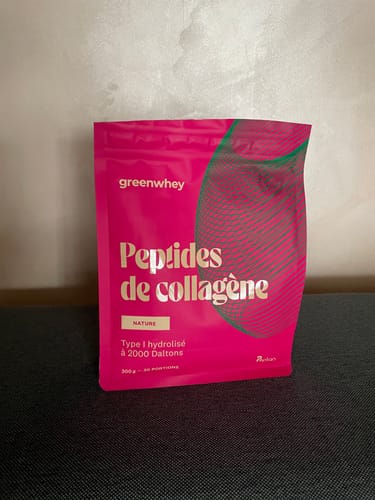 greenwhey
Peptides
de collagène
NATURE
Type I hydrolisé
à 2000 Daltons
300 g — 30 PORTIONS